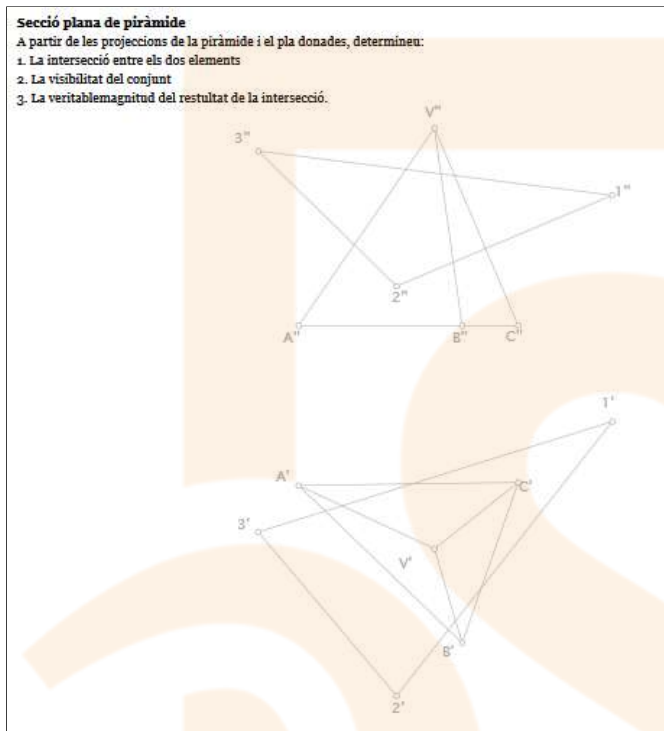 Secció plana de piràmide
A partir de les projeccions de la piràmide i el pla donades, determineu:
1. La intersecció entre els dos elements
2. La visibilitat del conjunt
3. La veritablemagnitud del restultat de la intersecció.
V"
3"
1"
2"
A"
B"
C"
1'
A'
C'
3'
V'
B'
2'